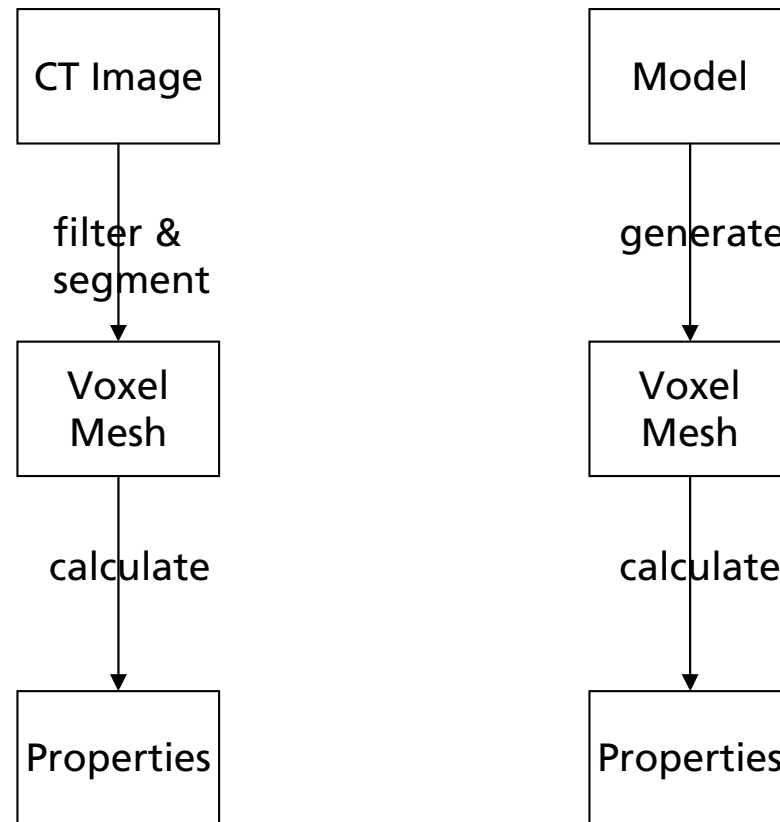 CT Image
filter &
segment
Voxel
Mesh
calculate
Properties
Model
generate
Voxel
Mesh
calculate
Properties